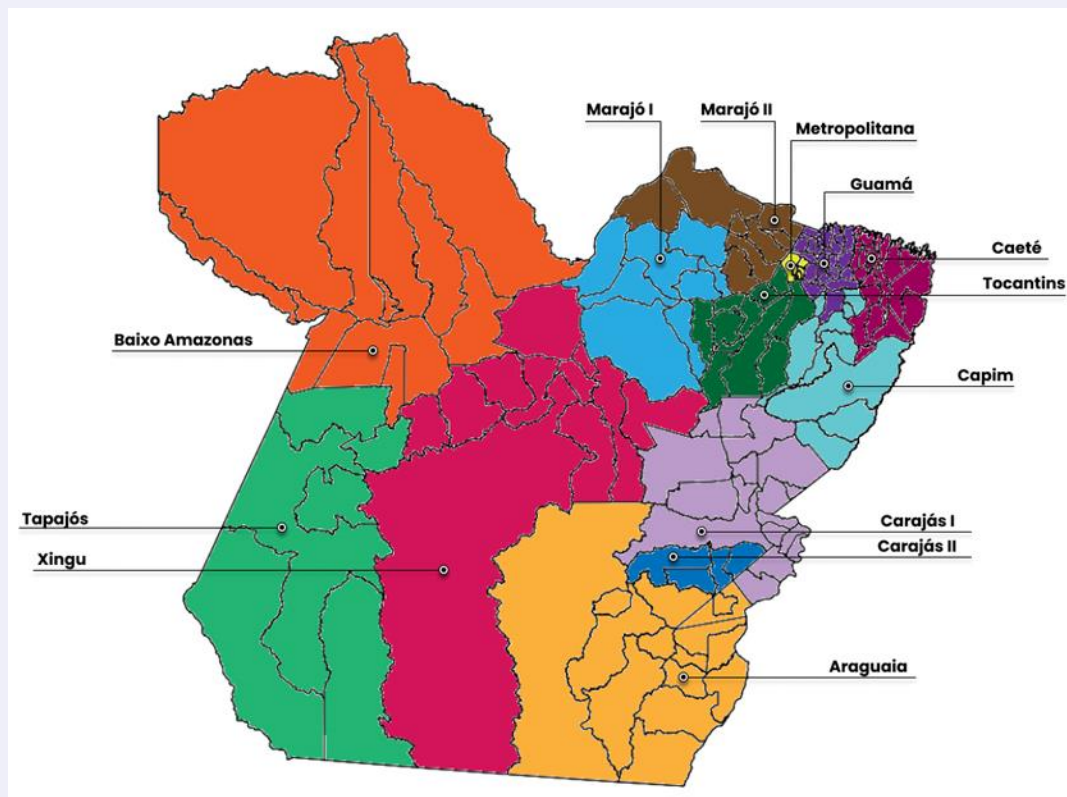 Marajó I
Marajó II
Metropolitana
Guamá
Caeté
Tocantins
Baixo Amazonas
Capim
Tapajós
Carajás I
Carajás II
Xingu
Araguaia